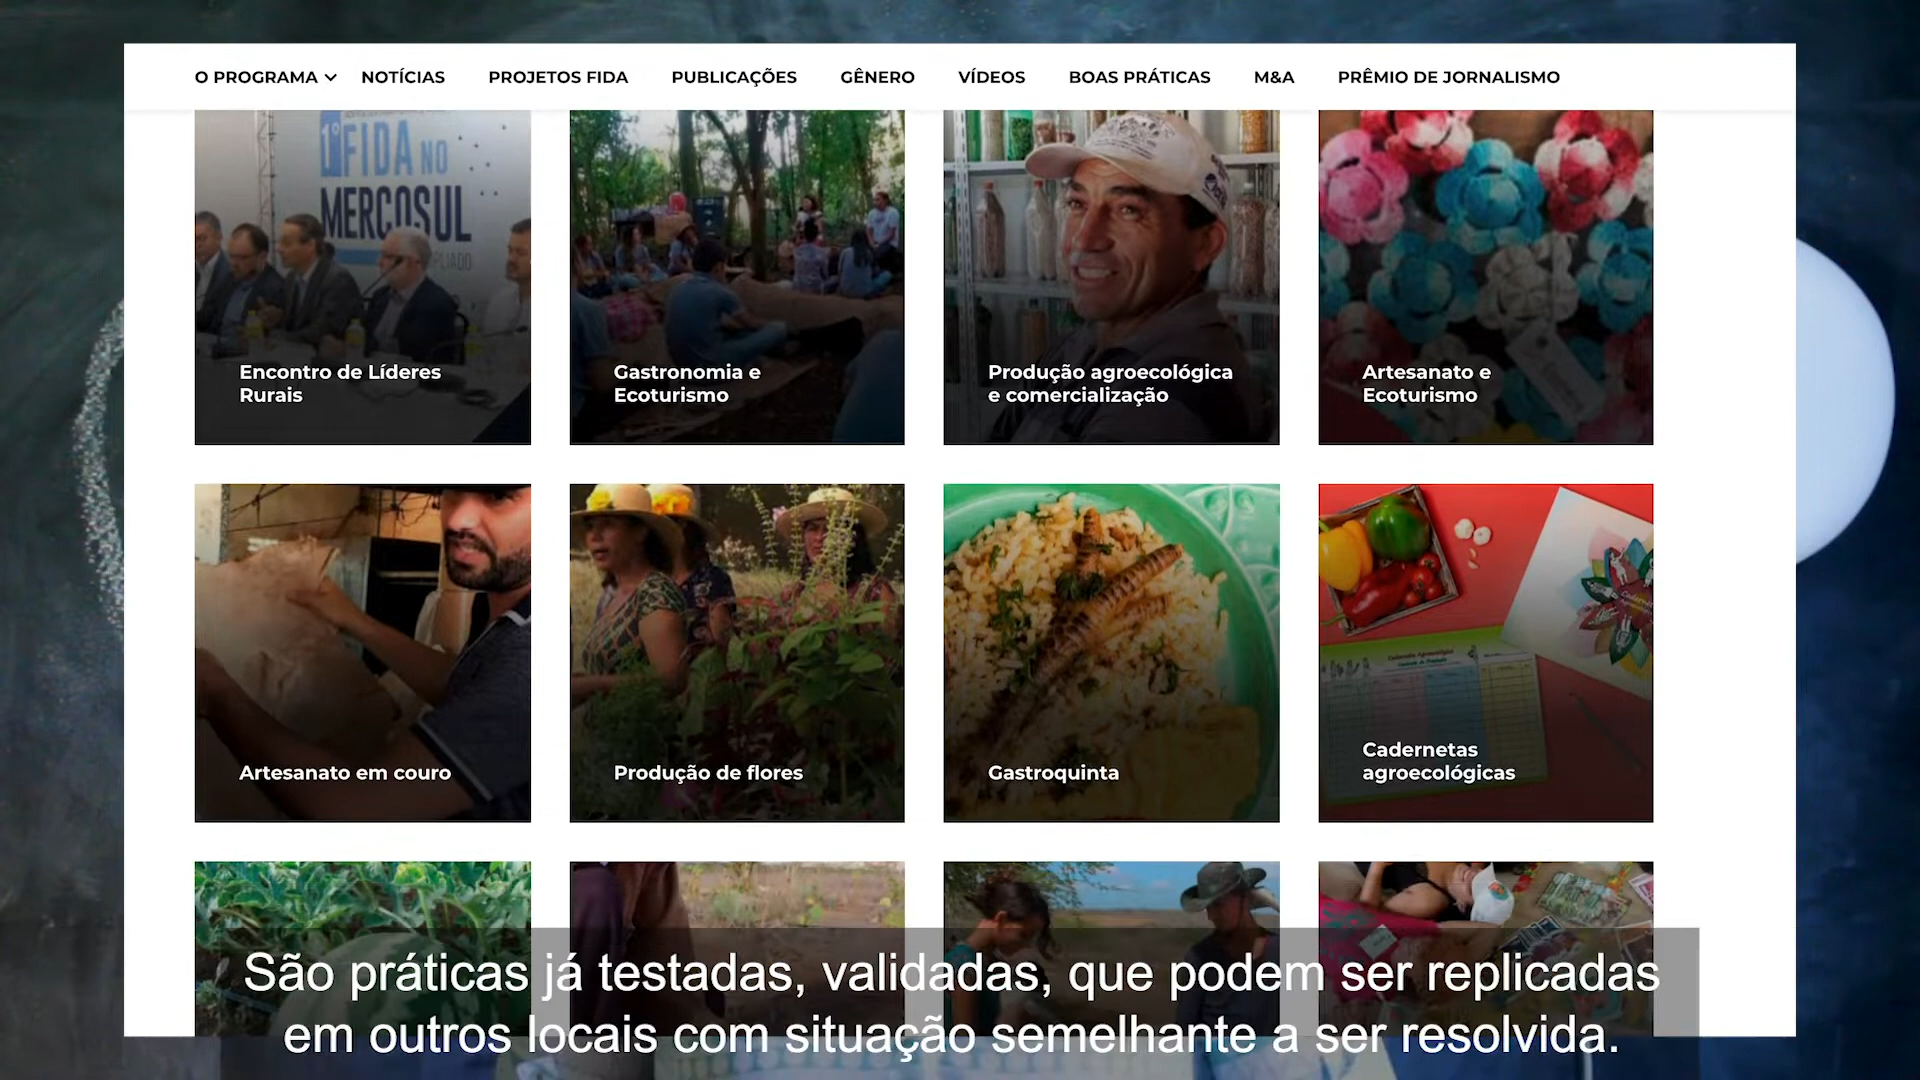 O PROGRAMA NOTÍCIAS PROJETOS FIDA PUBLICAÇÕES GÊNERO VÍDEOS BOAS PRÁTICAS M&A PRÊMIO DE JORNALISMO
1º FIDA NO
MERCOSUL
PLIADO
Encontro de Líderes
Rurais
Gastronomia e
Ecoturismo
Produção agroecológica
e comercialização
Artesanato e
Ecoturismo
Artesanato em couro
Produção de flores
Gastroquinta
Cadernetas
agroecológicas
São práticas já testadas, validadas, que podem ser replicadas
em outros locais com situação semelhante a ser resolvida.